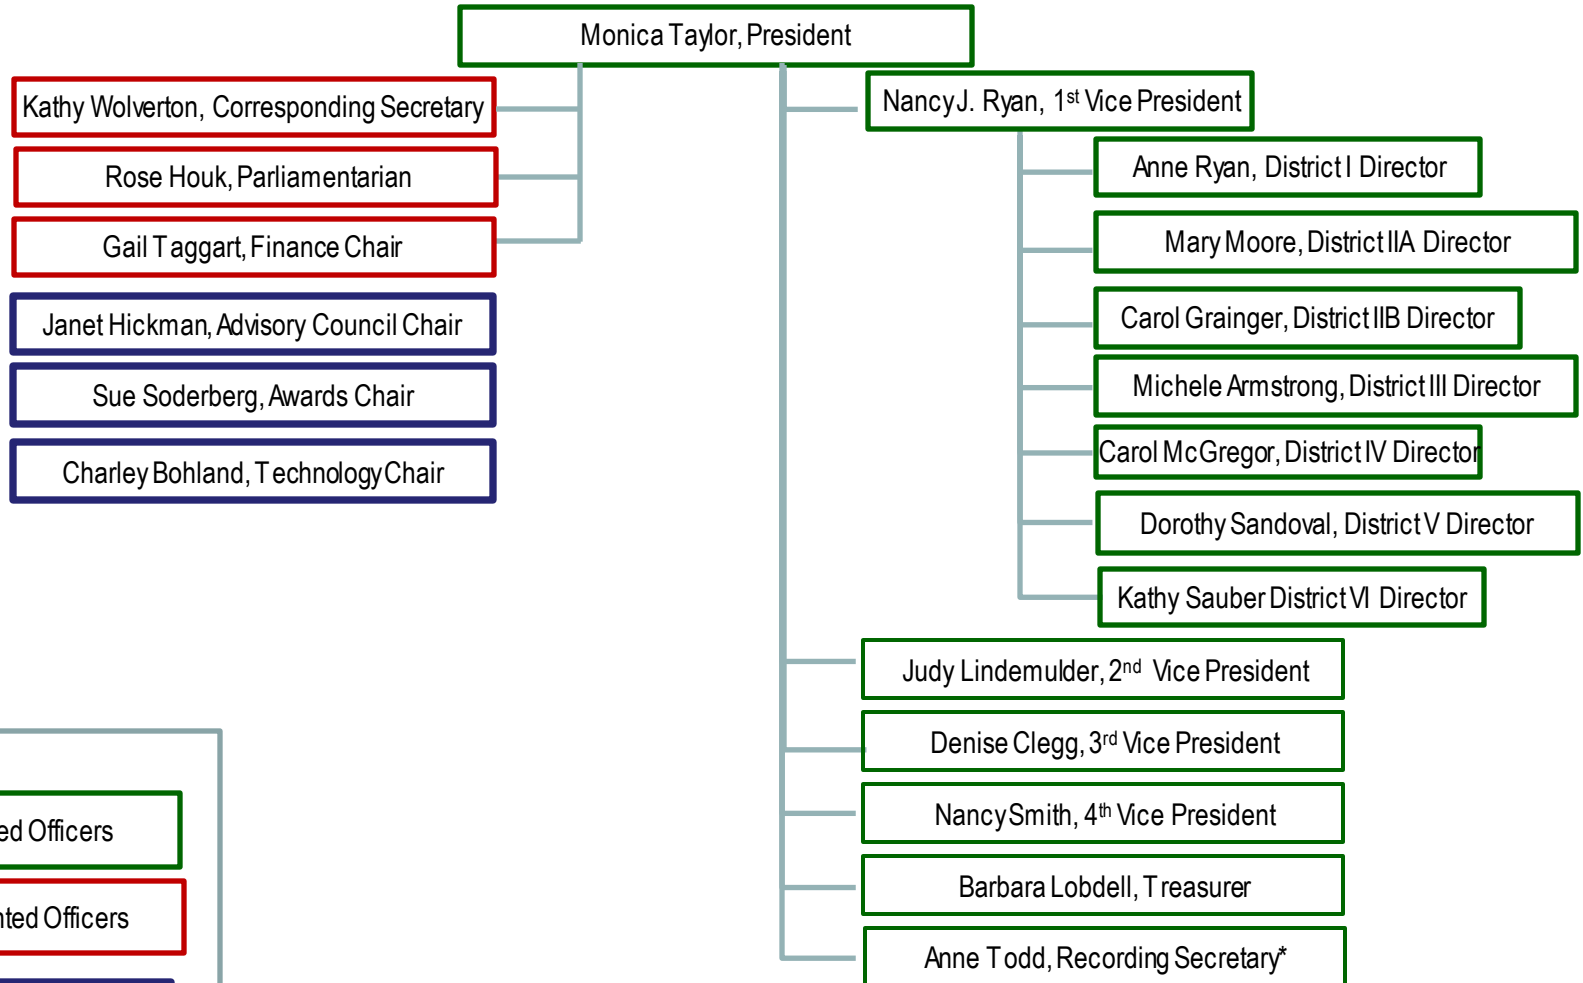 Monica Taylor, President
Kathy Wolverton, Corresponding Secretary
Rose Houk, Parliamentarian
Gail Taggart, Finance Chair
Janet Hickman, Advisory Council Chair
Sue Soderberg, Awards Chair
Charley Bohland, Technology Chair
Nancy J. Ryan, 1st Vice President
Anne Ryan, District I Director
Mary Moore, District IIA Director
Carol Grainger, District IIB Director
Michele Armstrong, District III Director
Carol McGregor, District IV Director
Dorothy Sandoval, District V Director
Kathy Sauber District VI Director
Judy Lindemulder, 2nd Vice President
Denise Clegg, 3rd Vice President
Nancy Smith, 4th Vice President
Barbara Lobdell, Treasurer
Anne Todd, Recording Secretary*
ed Officers
nted Officers